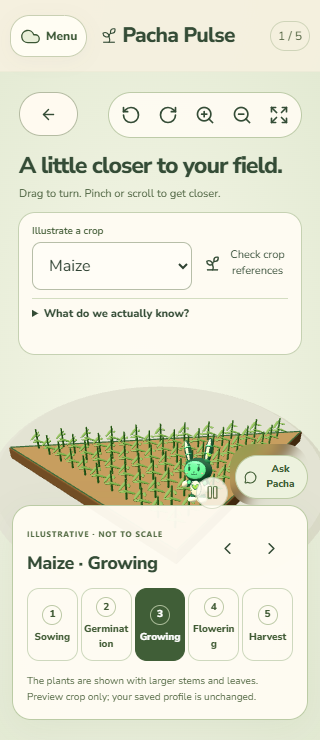 Menu
Pacha Pulse
1 / 5
A little closer to your field.
Drag to turn. Pinch or scroll to get closer.
Illustrate a crop
Maize
Check crop
references
What do we actually know?
Ask
Pacha
ILLUSTRATIVE · NOT TO SCALE
Maize · Growing
1
Sowing
2
Germinat
ion
3
Growing
4
Flowerin
g
5
Harvest
The plants are shown with larger stems and leaves.
Preview crop only; your saved profile is unchanged.